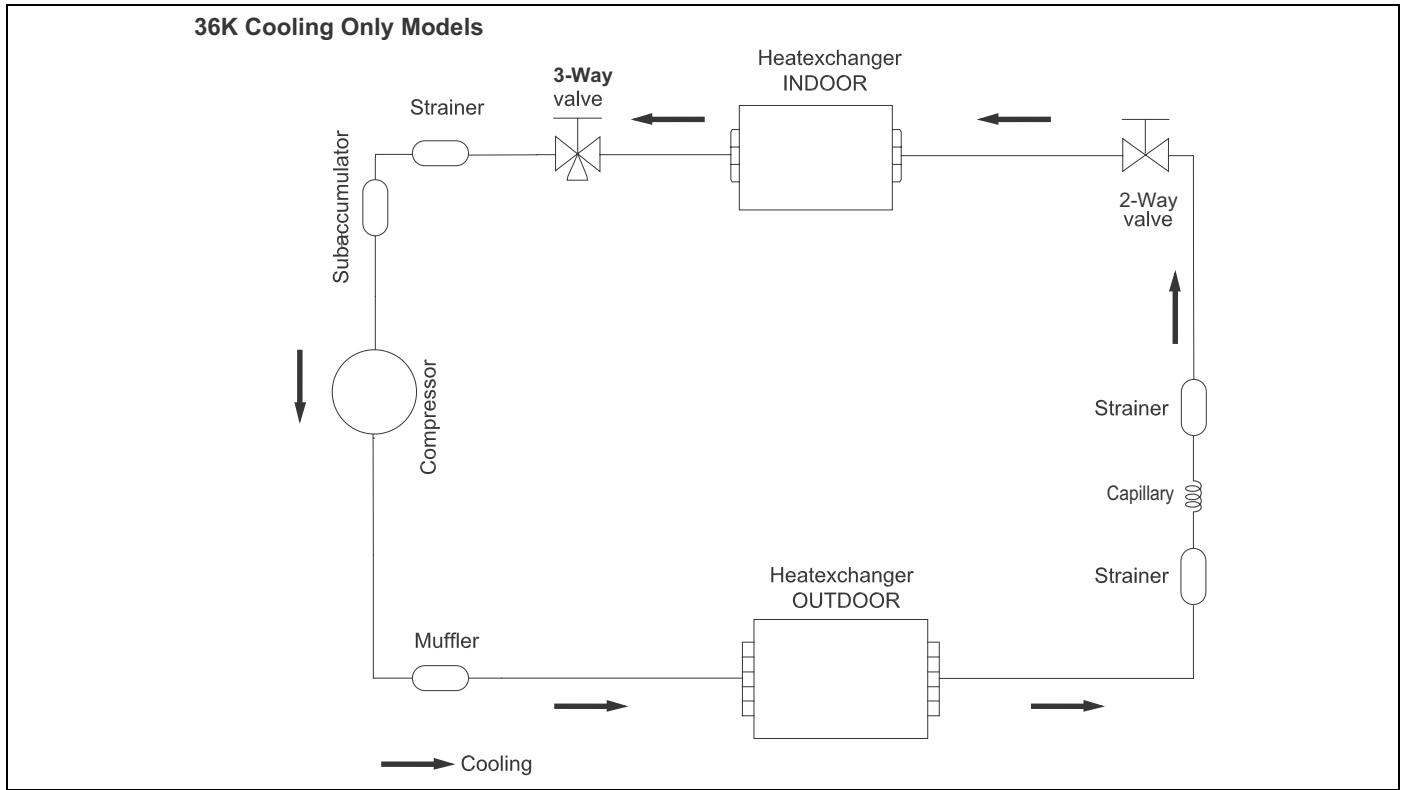 36K Cooling Only Models
Heatexchanger
INDOOR
3-Way
valve
Strainer
Subaccumulator
2-Way
valve
Compressor
Strainer
Capillary
Strainer
Heatexchanger
OUTDOOR
Muffler
Cooling